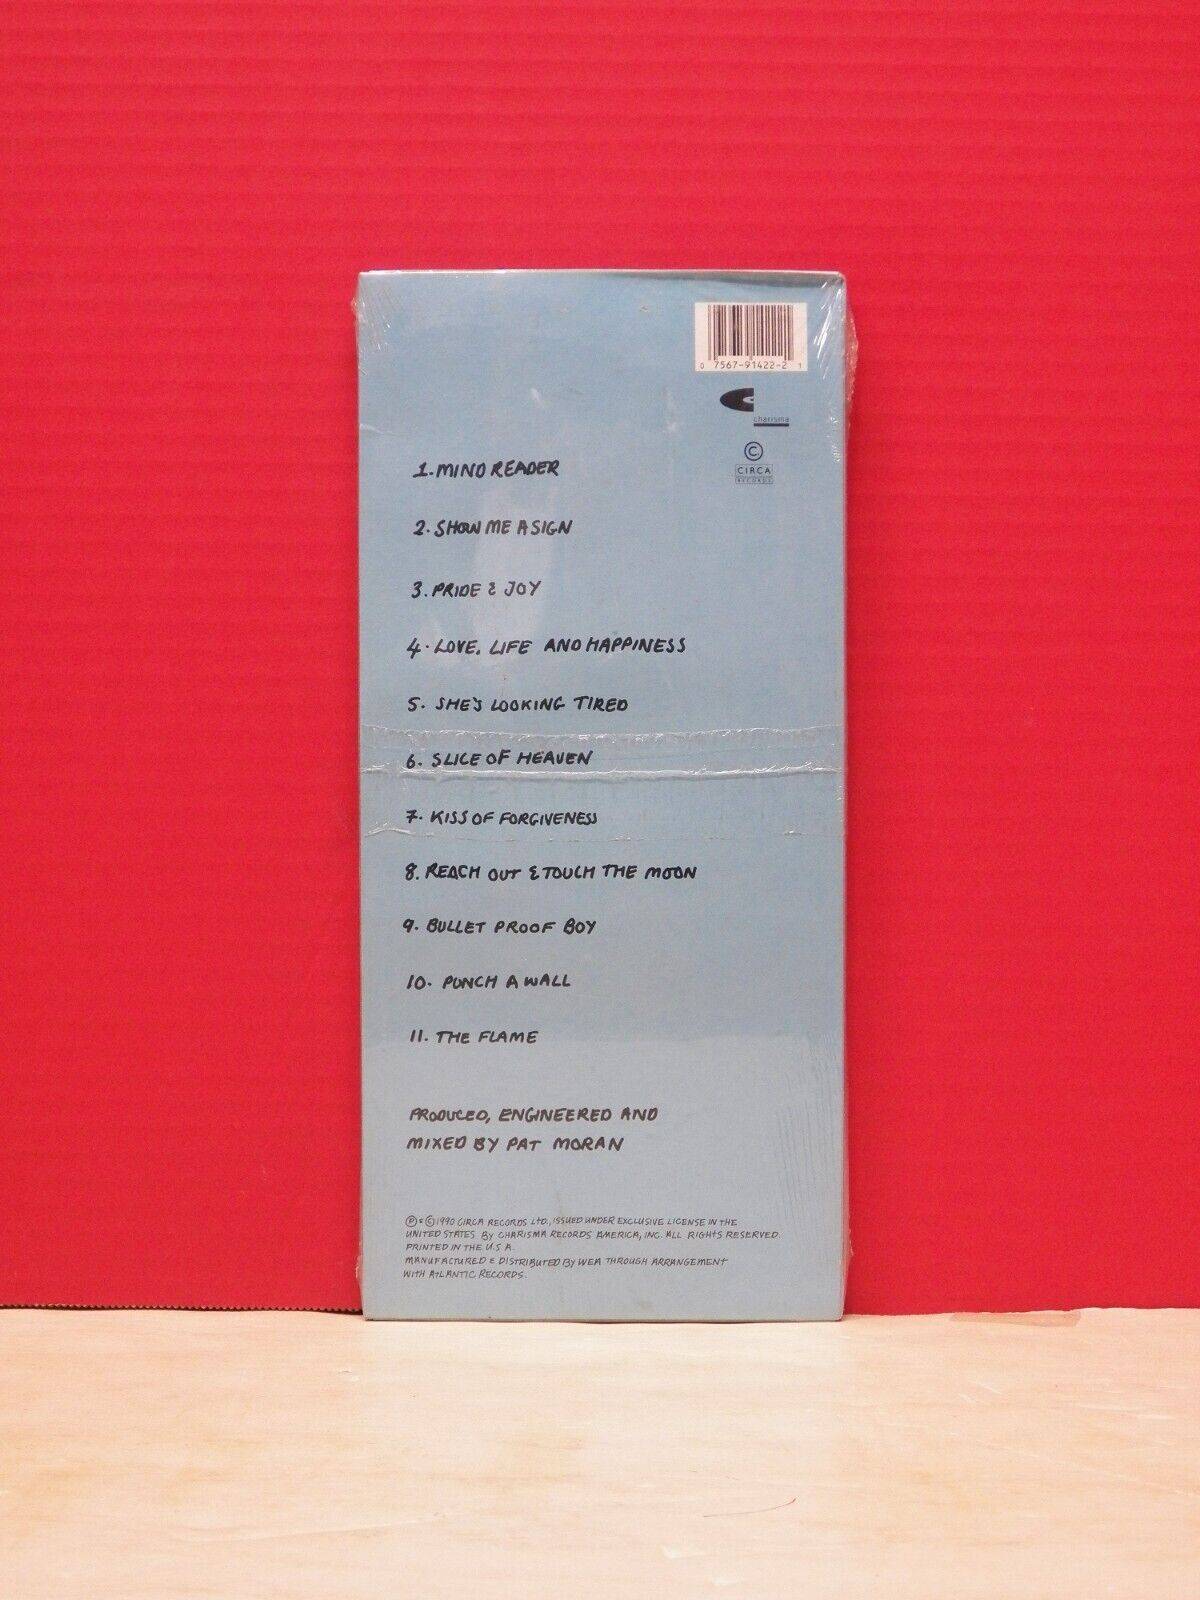 0 7567-91422-2 1
charisma
©
CIRCA
RECORDS
1. MIND READER
2. SHOW ME A SIGN
3. PRIDE & JOY
4. LOVE, LIFE AND HAPPINESS
5. SHE'S LOOKING TIRED
6. SLICE OF HEAVEN
7. KISS OF FORGIVENESS
8. REACH OUT & TOUCH THE MOON
9. BULLET PROOF BOY
10. PUNCH A WALL
11. THE FLAME
PRODUCED, ENGINEERED AND
MIXED BY PAT MORAN
℗ & © 1990 CIRCA RECORDS LTD., ISSUED UNDER EXCLUSIVE LICENSE IN THE
UNITED STATES BY CHARISMA RECORDS AMERICA, INC. ALL RIGHTS RESERVED.
PRINTED IN THE U.S.A.
MANUFACTURED & DISTRIBUTED BY WEA THROUGH ARRANGEMENT
WITH ATLANTIC RECORDS.